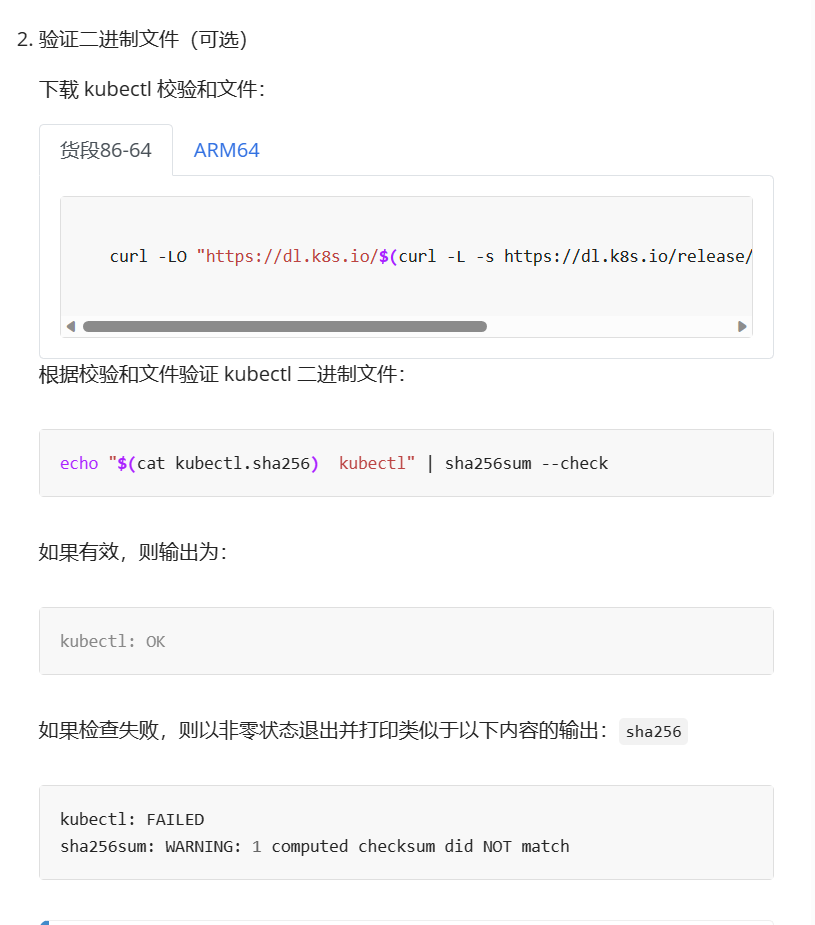 2. 验证二进制文件（可选）
下载 kubectl 校验和文件：
货段86-64 ARM64
curl -LO "https://dl.k8s.io/$(curl -L -s https://dl.k8s.io/release/
根据校验和文件验证 kubectl 二进制文件：
echo "$(cat kubectl.sha256)  kubectl" | sha256sum --check
如果有效，则输出为：
kubectl: OK
如果检查失败，则以非零状态退出并打印类似于以下内容的输出：sha256
kubectl: FAILED
sha256sum: WARNING: 1 computed checksum did NOT match